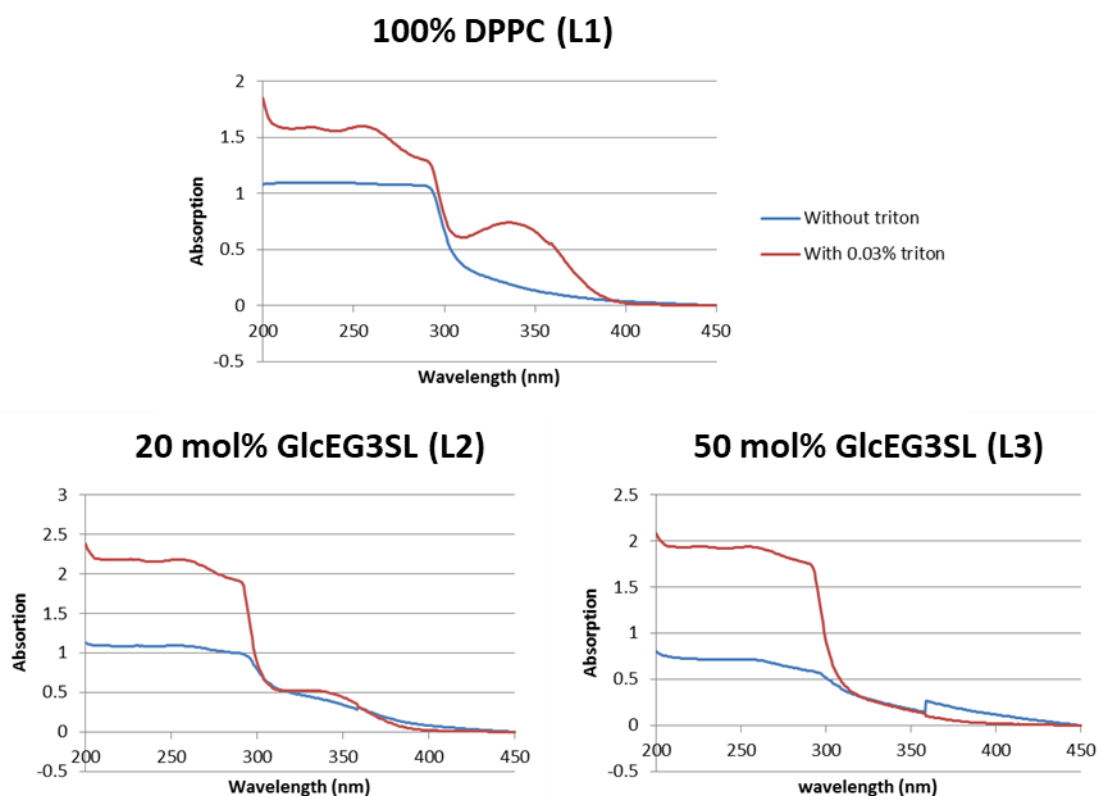 100% DPPC (L1)
2
1.5
1
0.5
0
-0.5
200 250 300 350 400 450
Absorption
Wavelength (nm)
Without triton
With 0.03% triton
20 mol% GlcEG3SL (L2)
3
2.5
2
1.5
1
0.5
0
-0.5
200 250 300 350 400 450
Absortion
Wavelength (nm)
50 mol% GlcEG3SL (L3)
2.5
2
1.5
1
0.5
0
-0.5
200 250 300 350 400 450
Absorption
wavelength (nm)